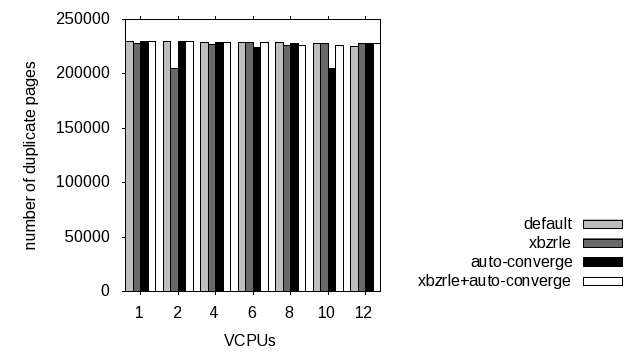 250000
200000
150000
100000
50000
0
number of duplicate pages
1 2 4 6 8 10 12
VCPUs
default
xbzrle
auto-converge
xbzrle+auto-converge